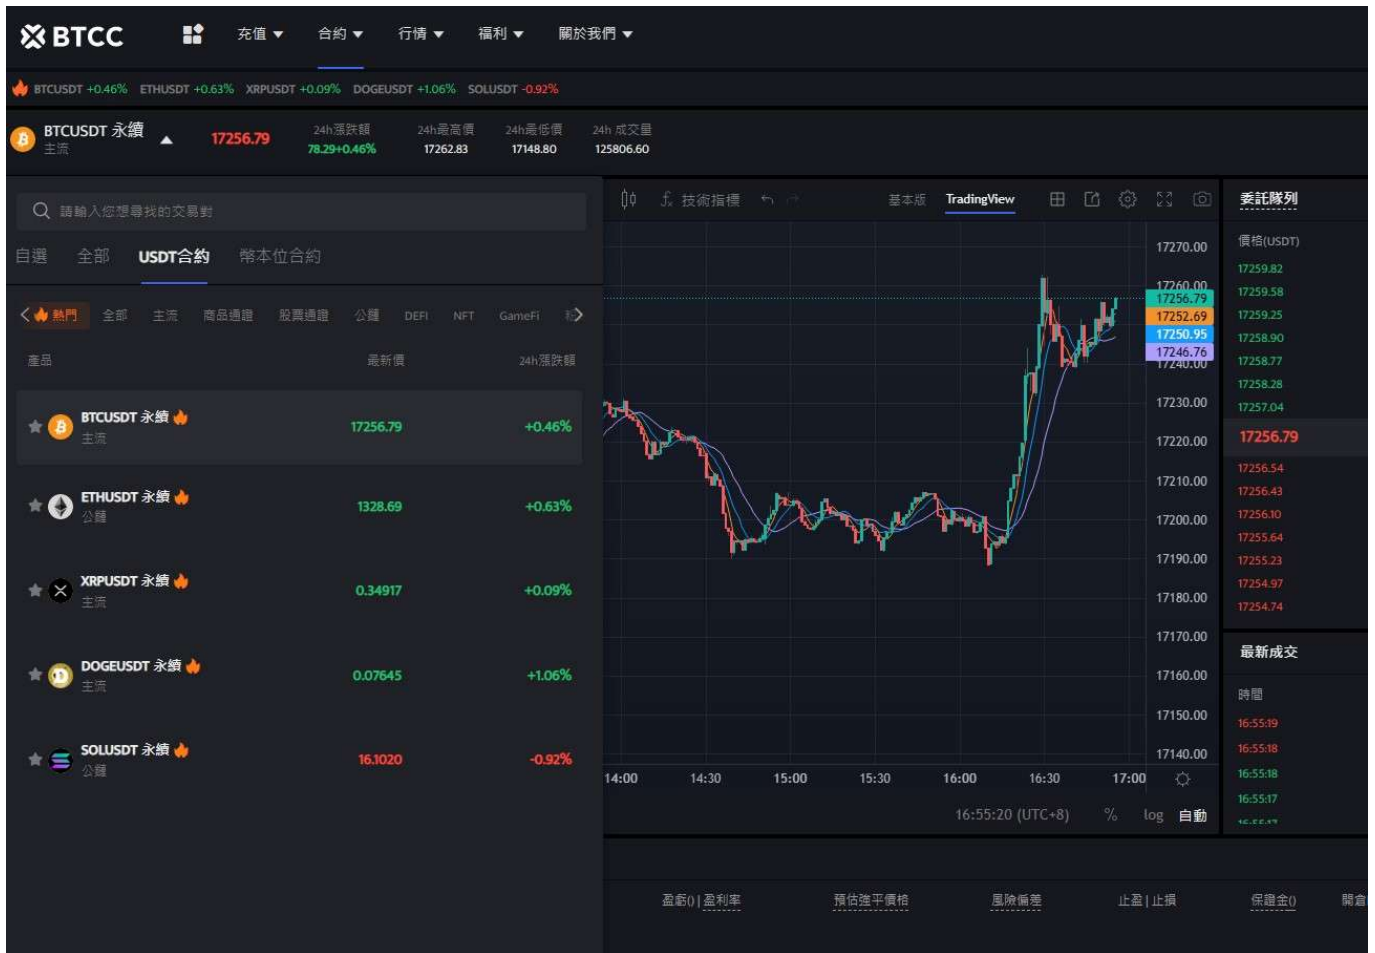 BTCC 充值 合約 行情 福利 關於我們
BTCUSDT +0.46% ETHUSDT +0.63% XRPUSDT +0.09% DOGEUSDT +1.06% SOLUSDT -0.92%
BTCUSDT 永續 17256.79 24h漲跌額 24h最高價 24h最低價 24h 成交量
主流 78.29+0.46% 17262.83 17148.80 125806.60
請輸入您想尋找的交易對
自選 全部 USDT合約 幣本位合約
熱門 全部 主流 商品通證 股票通證 公鏈 DEFI NFT GameFi
產品 最新價 24h漲跌額
BTCUSDT 永續 17256.79 +0.46%
主流
ETHUSDT 永續 1328.69 +0.63%
公鏈
XRPUSDT 永續 0.34917 +0.09%
主流
DOGEUSDT 永續 0.07645 +1.06%
主流
SOLUSDT 永續 16.1020 -0.92%
公鏈
技術指標 基本版 TradingView
17270.00
17260.00
17256.79
17252.69
17250.95
17246.76
17240.00
17230.00
17220.00
17210.00
17200.00
17190.00
17180.00
17170.00
17160.00
17150.00
17140.00
14:00 14:30 15:00 15:30 16:00 16:30 17:00
16:55:20 (UTC+8) % log 自動
委託隊列
價格(USDT)
17259.82
17259.58
17259.25
17258.90
17258.77
17258.28
17257.04
17256.79
17256.54
17256.43
17256.10
17255.64
17255.23
17254.97
17254.74
最新成交
時間
16:55:19
16:55:18
16:55:18
16:55:17
16:55:17
盈虧()|盈利率 預估強平價格 風險偏差 止盈|止損 保證金() 開倉